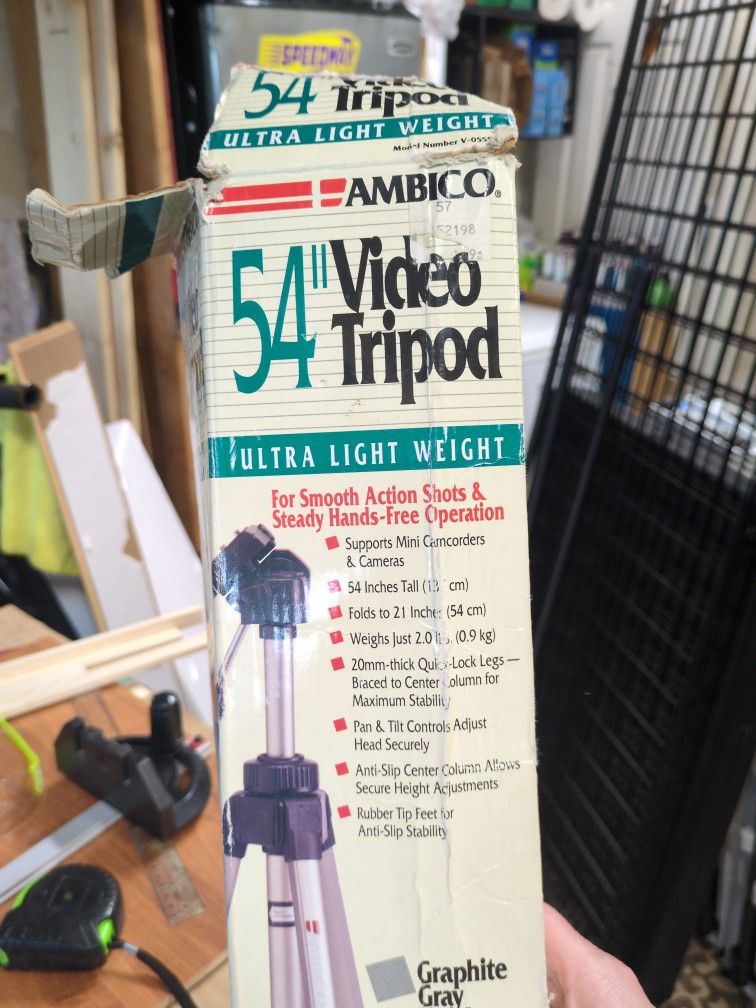 SPEEDWAY
54" Video
Tripod
ULTRA LIGHT WEIGHT
Model Number
AMBICO®
57
52198
54" Video
Tripod
ULTRA LIGHT WEIGHT
For Smooth Action Shots &
Steady Hands-Free Operation
Supports Mini Camcorders
& Cameras
54 Inches Tall ( cm)
Folds to 21 Inches (54 cm)
Weighs Just 2.0 lbs. (0.9 kg)
20mm-thick Quick-Lock Legs—
Braced to Center Column for
Maximum Stability
Pan & Tilt Controls Adjust
Head Securely
Anti-Slip Center Column Allows
Secure Height Adjustments
Rubber Tip Feet for
Anti-Slip Stability
Graphite
Gray